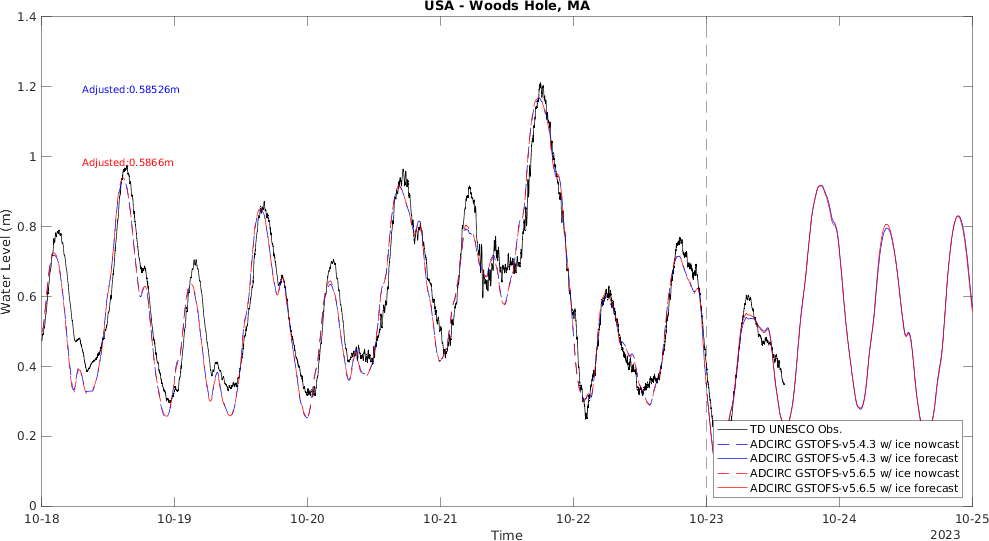 USA - Woods Hole, MA
1.4
1.2
1
0.8
0.6
0.4
0.2
0
Water Level (m)
Adjusted:0.58526m
Adjusted:0.5866m
TD UNESCO Obs.
ADCIRC GSTOFS-v5.4.3 w/ ice nowcast
ADCIRC GSTOFS-v5.4.3 w/ ice forecast
ADCIRC GSTOFS-v5.6.5 w/ ice nowcast
ADCIRC GSTOFS-v5.6.5 w/ ice forecast
10-18 10-19 10-20 10-21 10-22 10-23 10-24 10-25
Time
2023